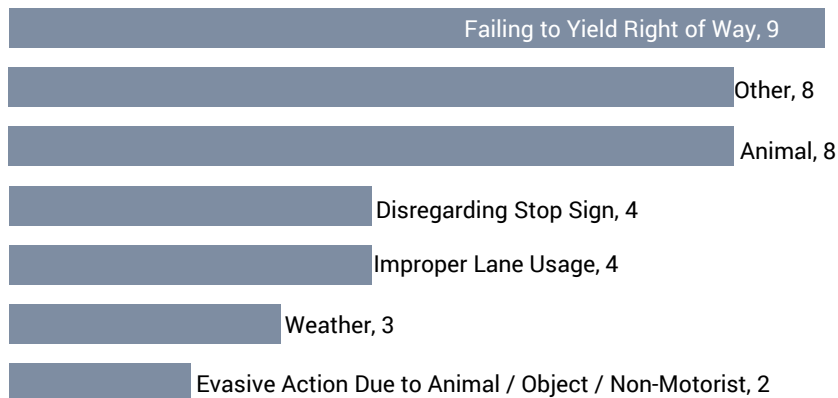 Failing to Yield Right of Way, 9
Other, 8
Animal, 8
Disregarding Stop Sign, 4
Improper Lane Usage, 4
Weather, 3
Evasive Action Due to Animal / Object / Non-Motorist, 2